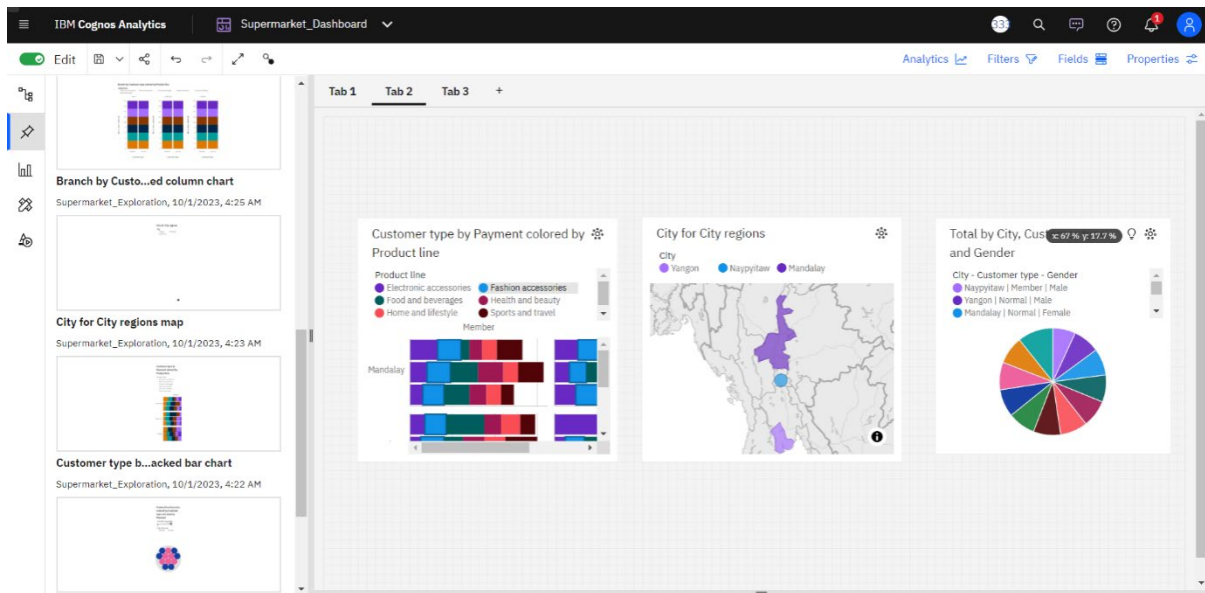 IBM Cognos Analytics
Supermarket_Dashboard
1
Edit
Analytics
Filters
Fields
Properties
Branch by Custo...ed column chart
Supermarket_Exploration, 10/1/2023, 4:25 AM
City for City regions map
Supermarket_Exploration, 10/1/2023, 4:23 AM
Customer type b...acked bar chart
Supermarket_Exploration, 10/1/2023, 4:22 AM
Tab 1 Tab 2 Tab 3 +
Customer type by Payment colored by
Product line
Product line
Electronic accessories Fashion accessories
Food and beverages Health and beauty
Home and lifestyle Sports and travel
Member
Mandalay
City for City regions
City
Yangon Naypyitaw Mandalay
Total by City, Cus
x: 67 % y: 17.7 %
and Gender
City - Customer type - Gender
Naypyitaw | Member | Male
Yangon | Normal | Male
Mandalay | Normal | Female